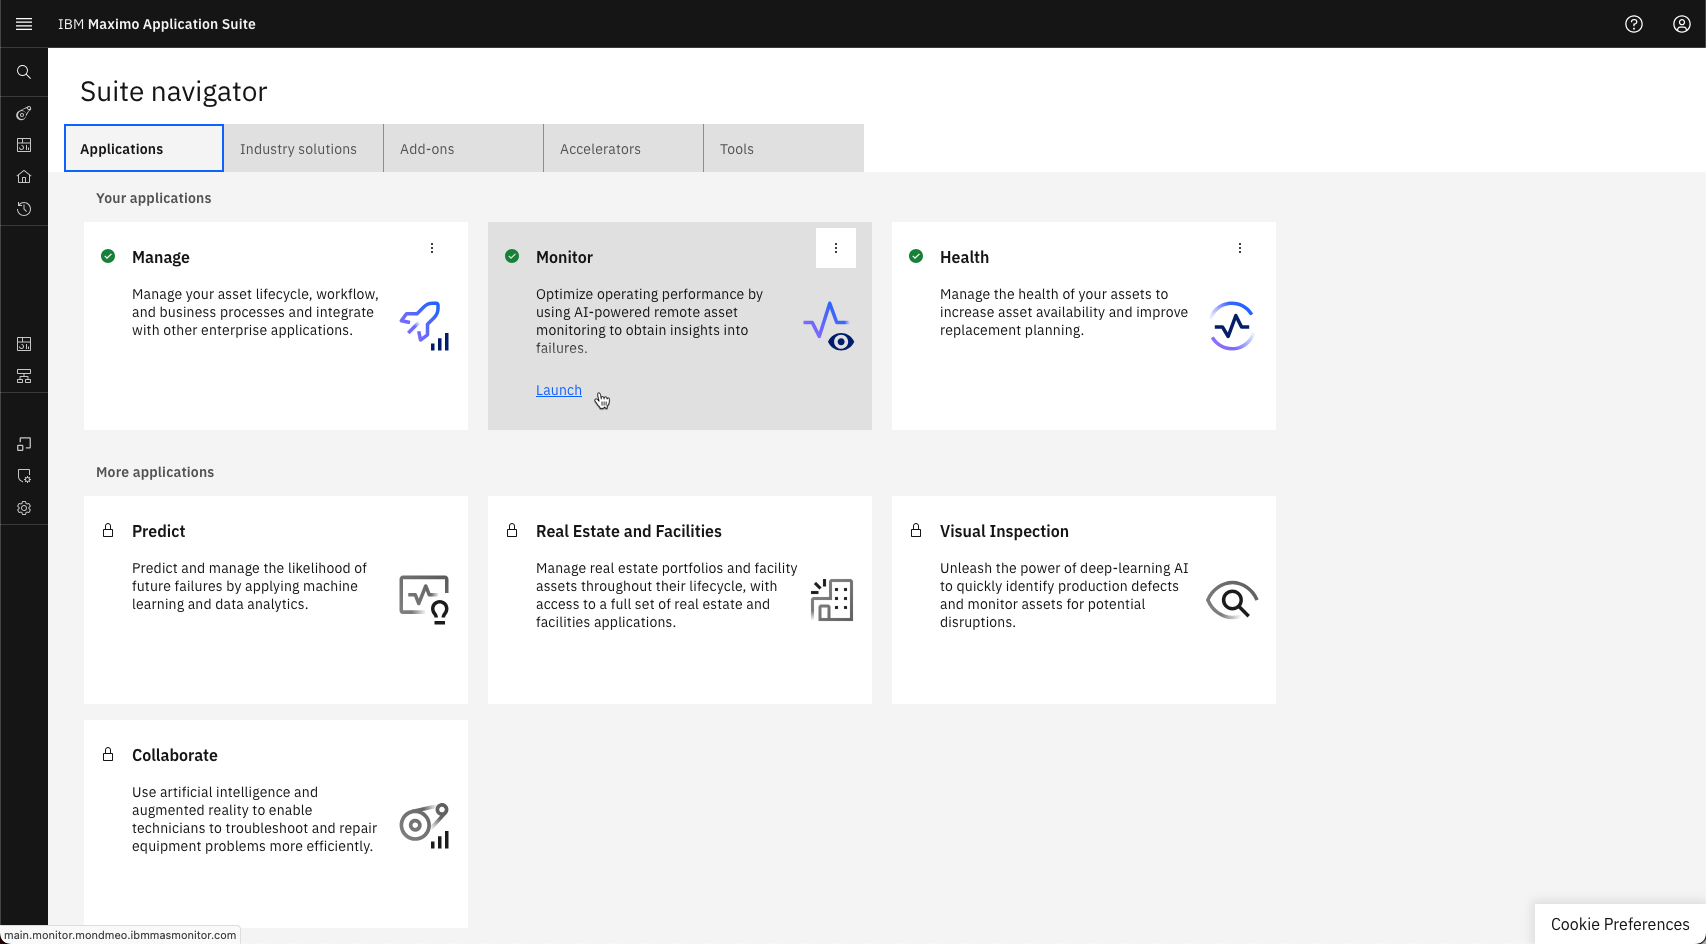 IBM Maximo Application Suite
Suite navigator
Applications
Industry solutions
Add-ons
Accelerators
Tools
Your applications
Manage
Manage your asset lifecycle, workflow,
and business processes and integrate
with other enterprise applications.
Monitor
Optimize operating performance by
using AI-powered remote asset
monitoring to obtain insights into
failures.
Launch
Health
Manage the health of your assets to
increase asset availability and improve
replacement planning.
More applications
Predict
Predict and manage the likelihood of
future failures by applying machine
learning and data analytics.
Real Estate and Facilities
Manage real estate portfolios and facility
assets throughout their lifecycle, with
access to a full set of real estate and
facilities applications.
Visual Inspection
Unleash the power of deep-learning AI
to quickly identify production defects
and monitor assets for potential
disruptions.
Collaborate
Use artificial intelligence and
augmented reality to enable
technicians to troubleshoot and repair
equipment problems more efficiently.
Cookie Preferences
main.monitor.mondmeo.ibmmasmonitor.com